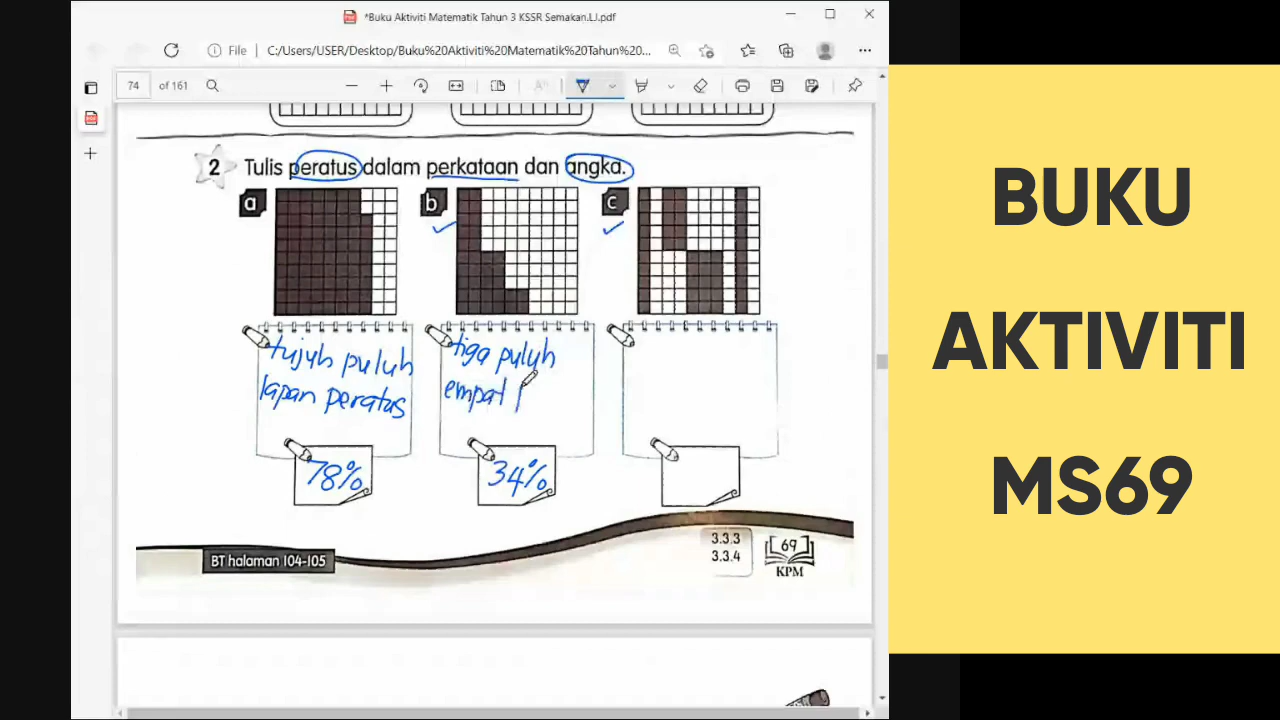 *Buku Aktiviti Matematik Tahun 3 KSSR Semakan.LJ.pdf
File
C:/Users/USER/Desktop/Buku%20Aktiviti%20Matematik%20Tahun%20...
74
of 161
2 Tulis peratus dalam perkataan dan angka.
a
b
c
tujuh puluh
lapan peratus
78%
tiga puluh
empat p
34%
BT halaman 104-105
3.3.3
3.3.4
69
KPM
BUKU
AKTIVITI
MS69